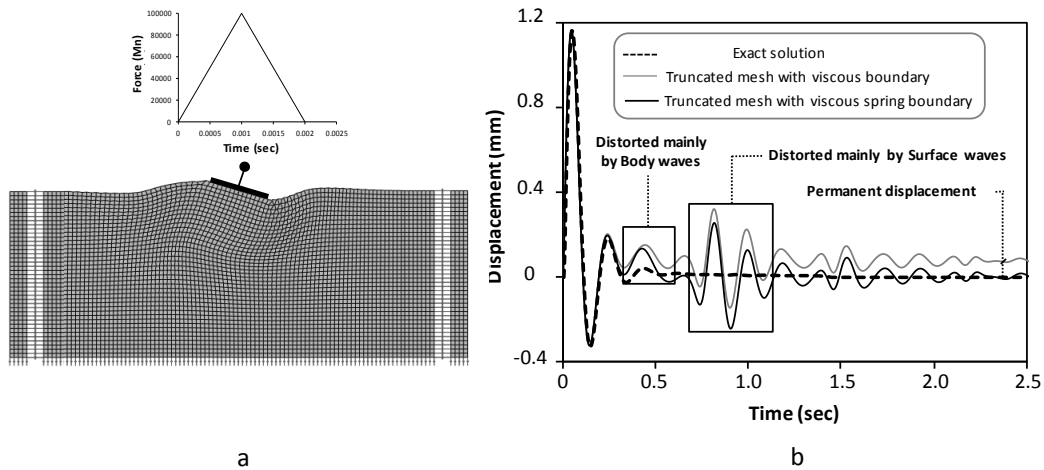 Force (Mn)
100000
80000
60000
40000
20000
0
0 0.0005 0.001 0.0015 0.002 0.0025
Time (sec)
a
Displacement (mm)
1.2
0.8
0.4
0
-0.4
Exact solution
Truncated mesh with viscous boundary
Truncated mesh with viscous spring boundary
Distorted mainly
by Body waves
Distorted mainly by Surface waves
Permanent displacement
0 0.5 1.0 1.5 2.0 2.5
Time (sec)
b